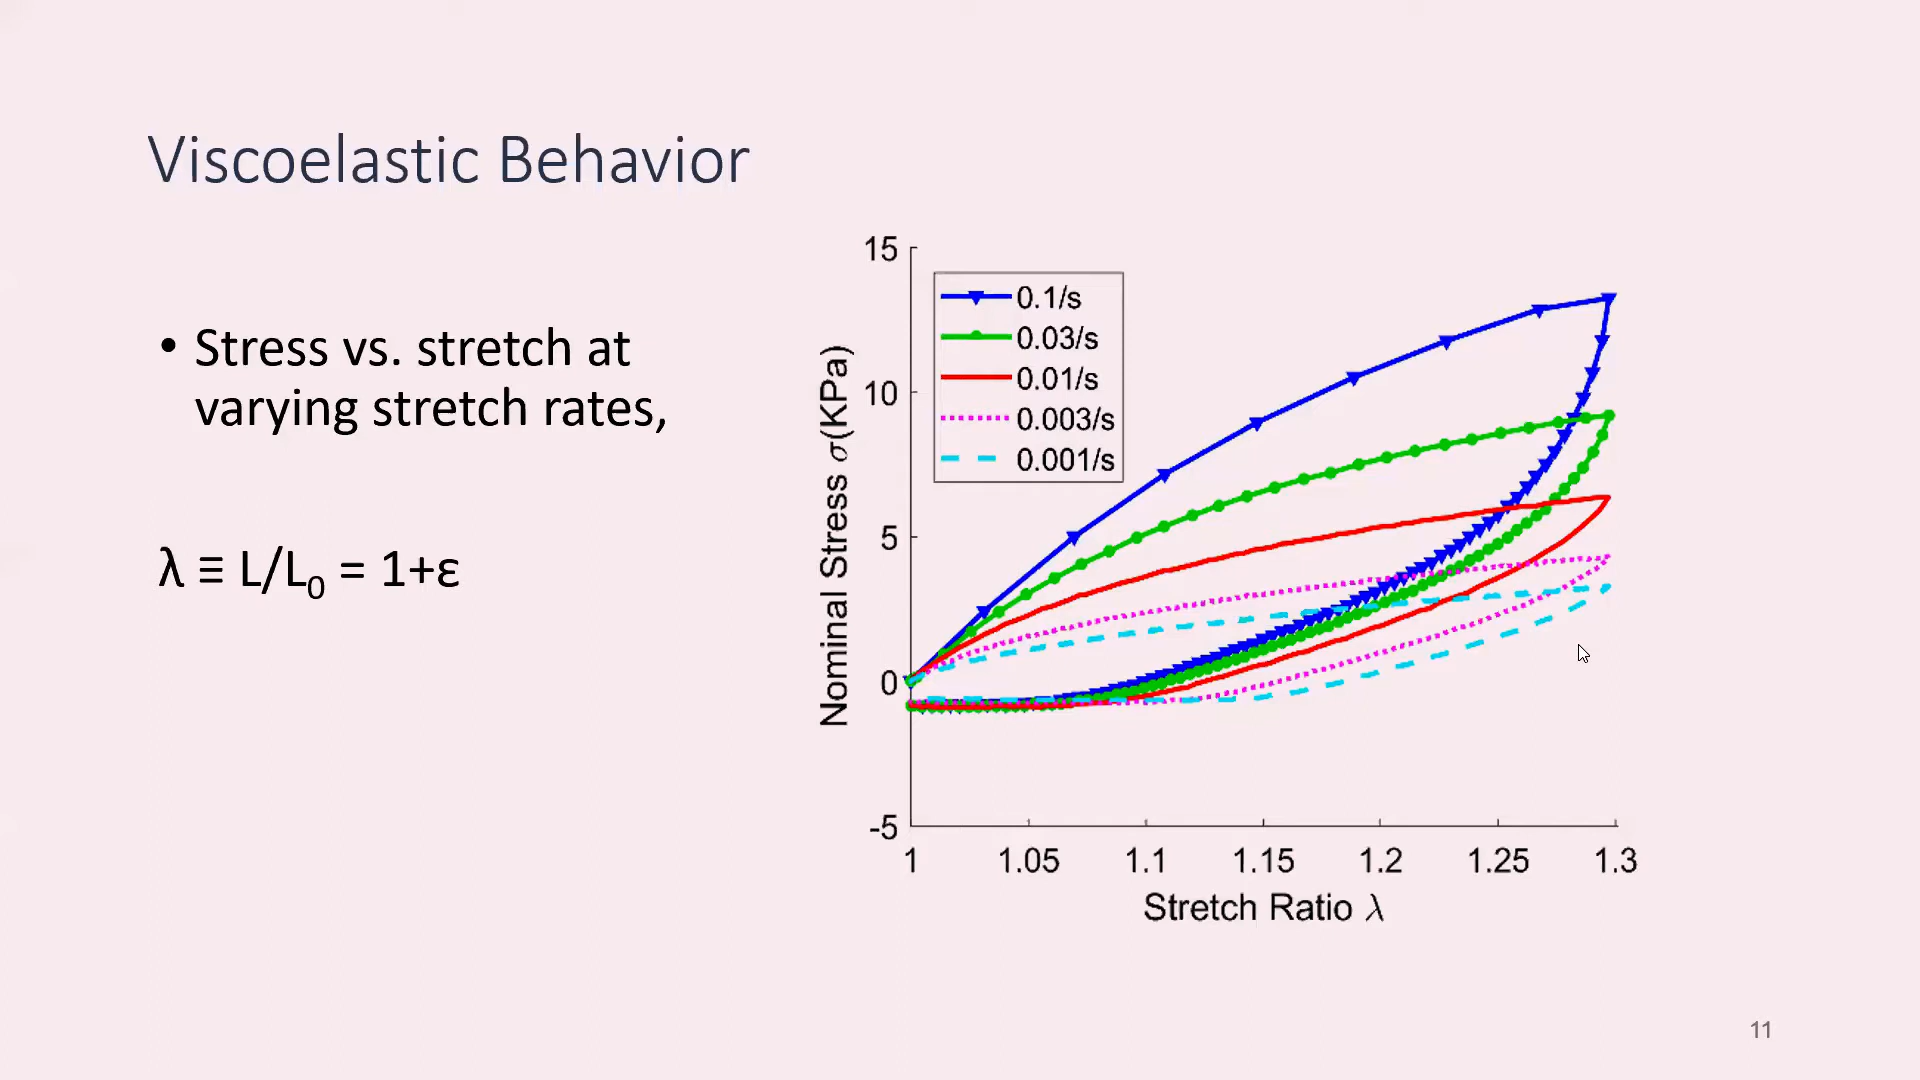 Viscoelastic Behavior
• Stress vs. stretch at
varying stretch rates,
λ ≡ L/L₀ = 1+ε
15
10
5
0
-5
Nominal Stress σ(KPa)
0.1/s
0.03/s
0.01/s
0.003/s
0.001/s
1 1.05 1.1 1.15 1.2 1.25 1.3
Stretch Ratio λ
11